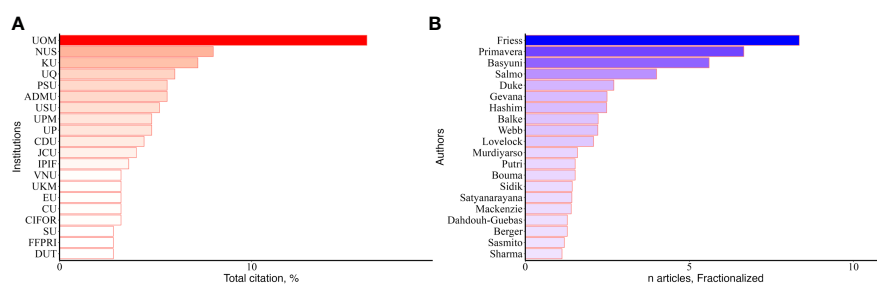 A
UOM
NUS
KU
UQ
PSU
ADMU
USU
UPM
UP
CDU
JCU
IPIF
VNU
UKM
EU
CU
CIFOR
SU
FFPRI
DUT
Institutions
0 10
Total citation, %
B
Friess
Primavera
Basyuni
Salmo
Duke
Gevana
Hashim
Balke
Webb
Lovelock
Murdiyarso
Putri
Bouma
Sidik
Satyanarayana
Mackenzie
Dahdouh-Guebas
Berger
Sasmito
Sharma
Authors
0 5 10
n articles, Fractionalized